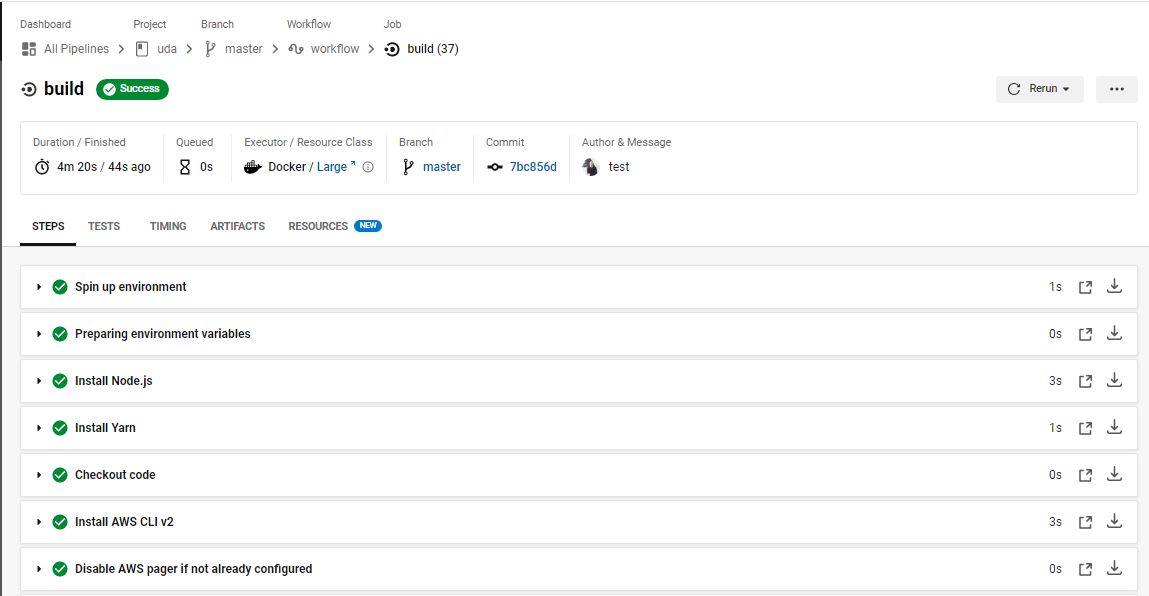 Dashboard Project Branch Workflow Job
All Pipelines uda master workflow build (37)
build Success Rerun
Duration / Finished Queued Executor / Resource Class Branch Commit Author & Message
4m 20s / 44s ago 0s Docker / Large master 7bc856d test
STEPS TESTS TIMING ARTIFACTS RESOURCES NEW
Spin up environment 1s
Preparing environment variables 0s
Install Node.js 3s
Install Yarn 1s
Checkout code 0s
Install AWS CLI v2 3s
Disable AWS pager if not already configured 0s